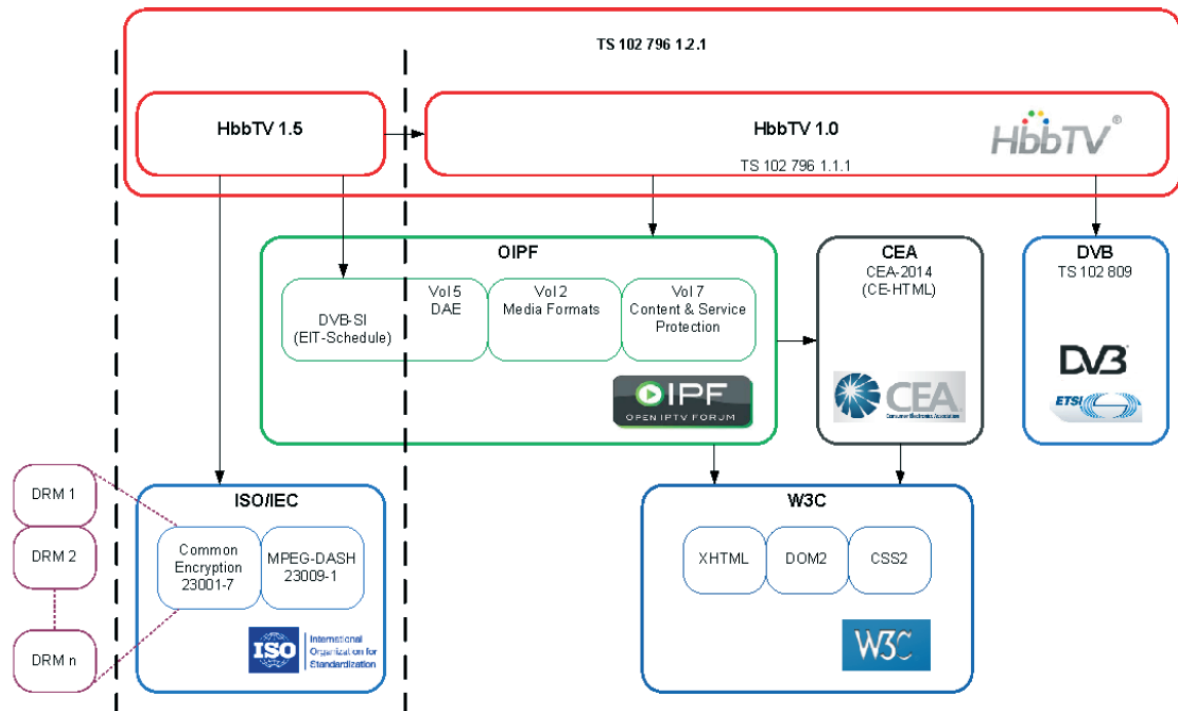 TS 102 796 1.2.1
HbbTV 1.5
HbbTV 1.0
HbbTV®
TS 102 796 1.1.1
OIPF
DVB-SI
(EIT-Schedule)
Vol 5
DAE
Vol 2
Media Formats
Vol 7
Content & Service
Protection
OIPF
OPEN IPTV FORUM
CEA
CEA-2014
(CE-HTML)
CEA
Consumer Electronics Association
DVB
TS 102 809
DVB
ETSI
DRM 1
DRM 2
DRM n
ISO/IEC
Common
Encryption
23001-7
MPEG-DASH
23009-1
ISO
International
Organization for
Standardization
W3C
XHTML
DOM2
CSS2
W3C